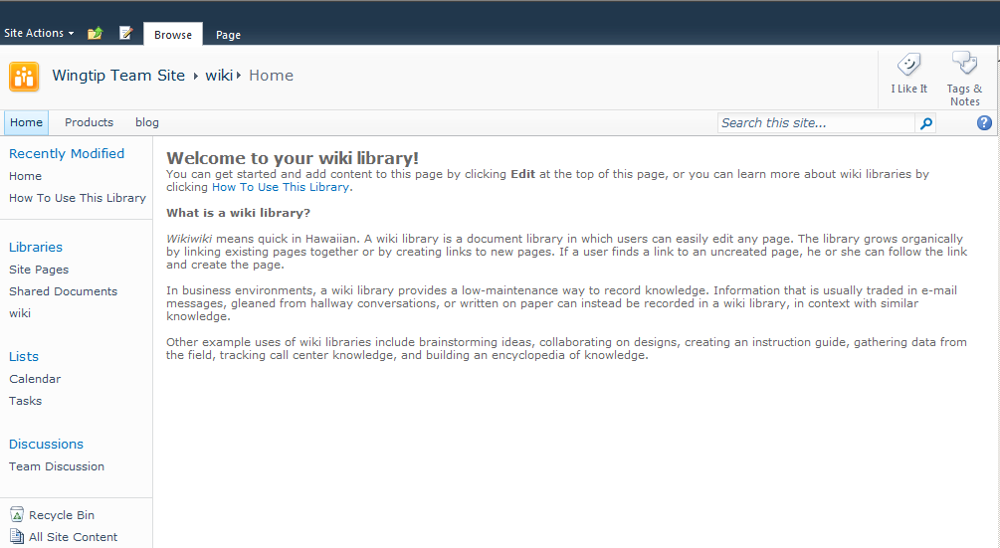 Site Actions
Browse
Page
Wingtip Team Site
wiki
Home
I Like It
Tags &
Notes
Home
Products
blog
Search this site...
Recently Modified
Home
How To Use This Library
Libraries
Site Pages
Shared Documents
wiki
Lists
Calendar
Tasks
Discussions
Team Discussion
Recycle Bin
All Site Content
Welcome to your wiki library!
You can get started and add content to this page by clicking Edit at the top of this page, or you can learn more about wiki libraries by
clicking How To Use This Library.
What is a wiki library?
Wikiwiki means quick in Hawaiian. A wiki library is a document library in which users can easily edit any page. The library grows organically
by linking existing pages together or by creating links to new pages. If a user finds a link to an uncreated page, he or she can follow the link
and create the page.
In business environments, a wiki library provides a low-maintenance way to record knowledge. Information that is usually traded in e-mail
messages, gleaned from hallway conversations, or written on paper can instead be recorded in a wiki library, in context with similar
knowledge.
Other example uses of wiki libraries include brainstorming ideas, collaborating on designs, creating an instruction guide, gathering data from
the field, tracking call center knowledge, and building an encyclopedia of knowledge.